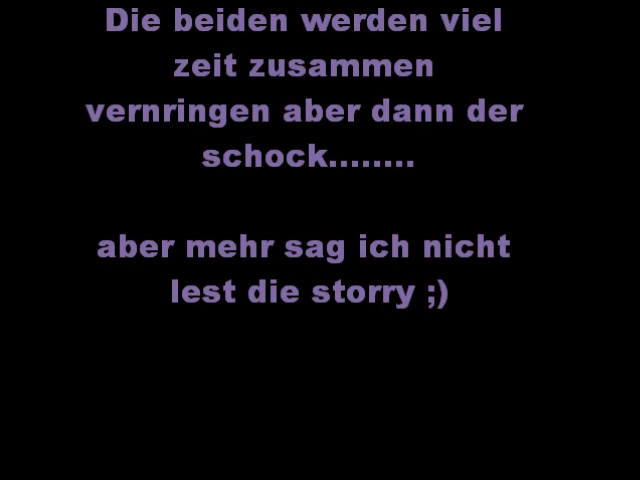 Die beiden werden viel
zeit zusammen
vernringen aber dann der
schock........
aber mehr sag ich nicht
lest die storry ;)